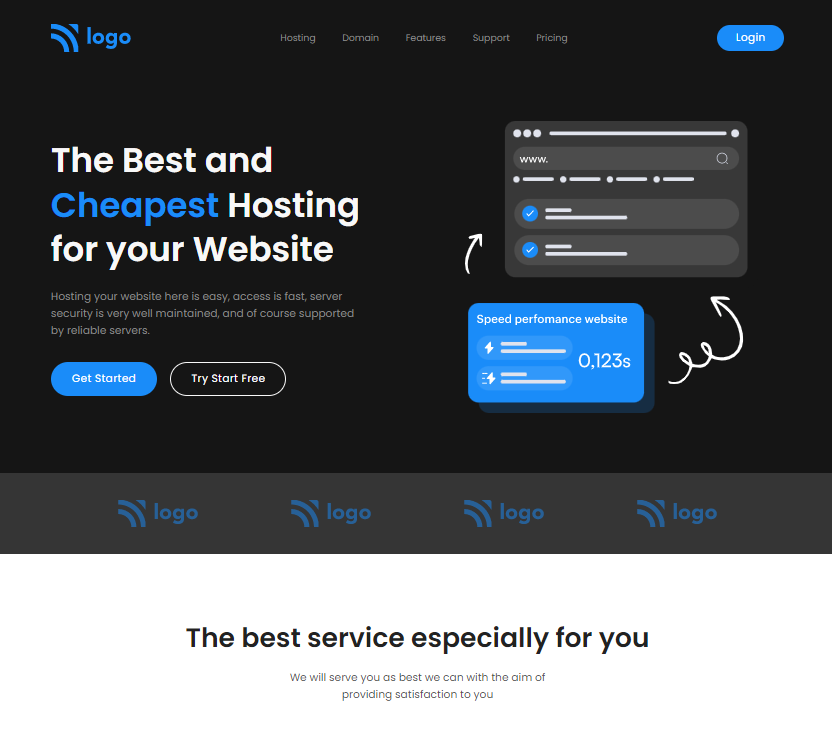 logo
Hosting
Domain
Features
Support
Pricing
Login
The Best and
Cheapest Hosting
for your Website
Hosting your website here is easy, access is fast, server
security is very well maintained, and of course supported
by reliable servers.
Get Started
Try Start Free
www.
Speed perfomance website
0,123s
logo
logo
logo
logo
The best service especially for you
We will serve you as best we can with the aim of
providing satisfaction to you